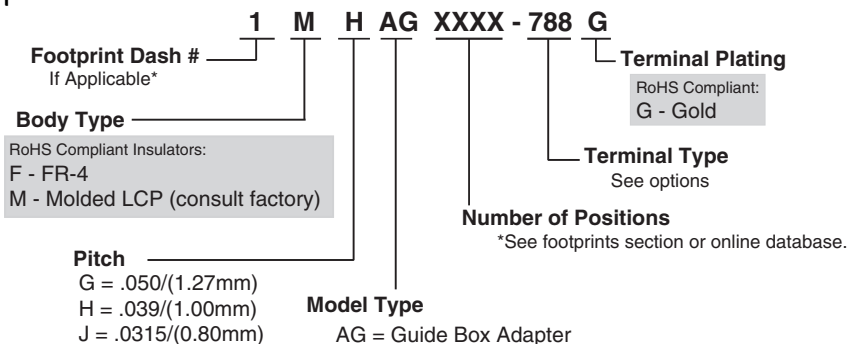 1 M H AG XXXX - 788 G
Footprint Dash #
If Applicable*
Terminal Plating
RoHS Compliant:
G - Gold
Body Type
RoHS Compliant Insulators:
F - FR-4
M - Molded LCP (consult factory)
Terminal Type
See options
Number of Positions
*See footprints section or online database.
Pitch
G = .050/(1.27mm)
H = .039/(1.00mm)
J = .0315/(0.80mm)
Model Type
AG = Guide Box Adapter